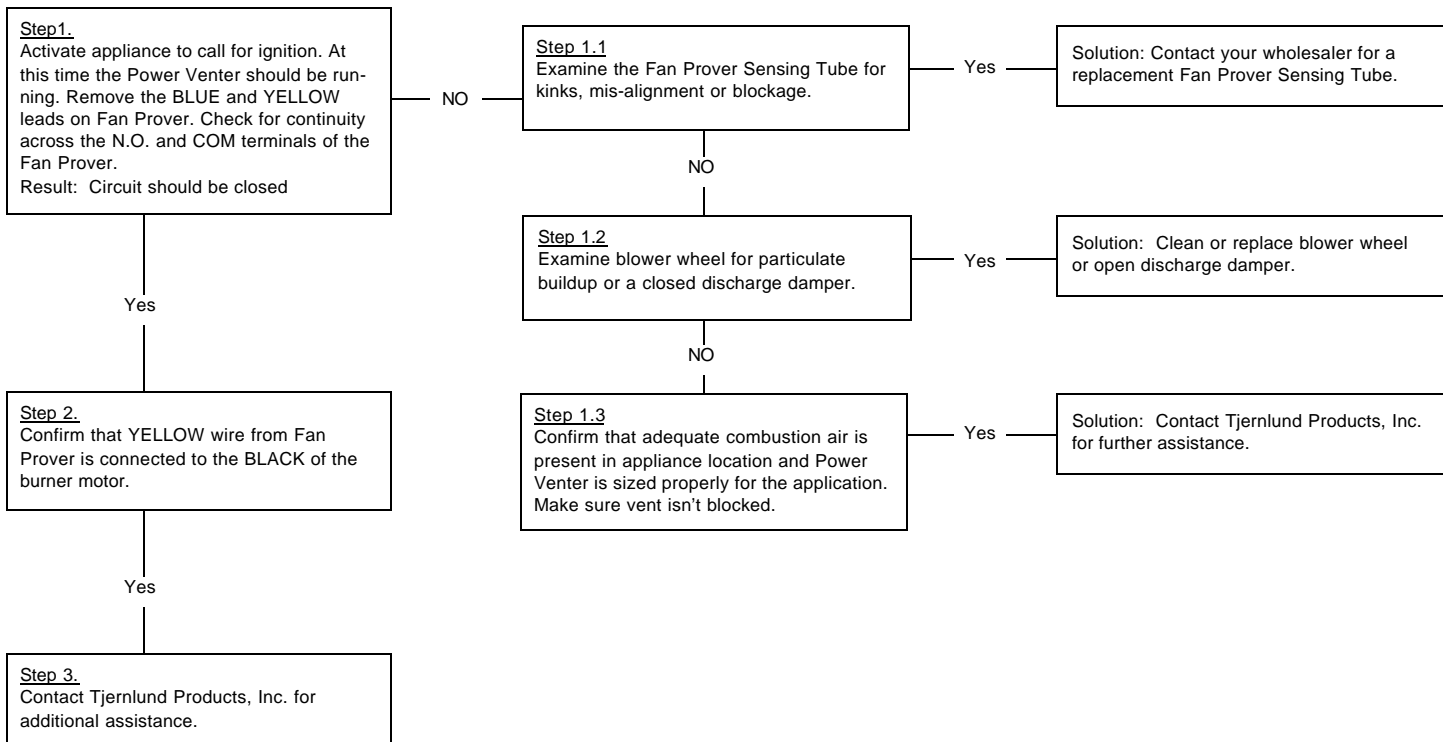 Step1.
Activate appliance to call for ignition. At
this time the Power Venter should be run-
ning. Remove the BLUE and YELLOW
leads on Fan Prover. Check for continuity
across the N.O. and COM terminals of the
Fan Prover.
Result: Circuit should be closed
NO
Step 1.1
Examine the Fan Prover Sensing Tube for
kinks, mis-alignment or blockage.
Yes
Solution: Contact your wholesaler for a
replacement Fan Prover Sensing Tube.
NO
Step 1.2
Examine blower wheel for particulate
buildup or a closed discharge damper.
Yes
Solution: Clean or replace blower wheel
or open discharge damper.
NO
Step 1.3
Confirm that adequate combustion air is
present in appliance location and Power
Venter is sized properly for the application.
Make sure vent isn't blocked.
Yes
Solution: Contact Tjernlund Products, Inc.
for further assistance.
Yes
Step 2.
Confirm that YELLOW wire from Fan
Prover is connected to the BLACK of the
burner motor.
Yes
Step 3.
Contact Tjernlund Products, Inc. for
additional assistance.